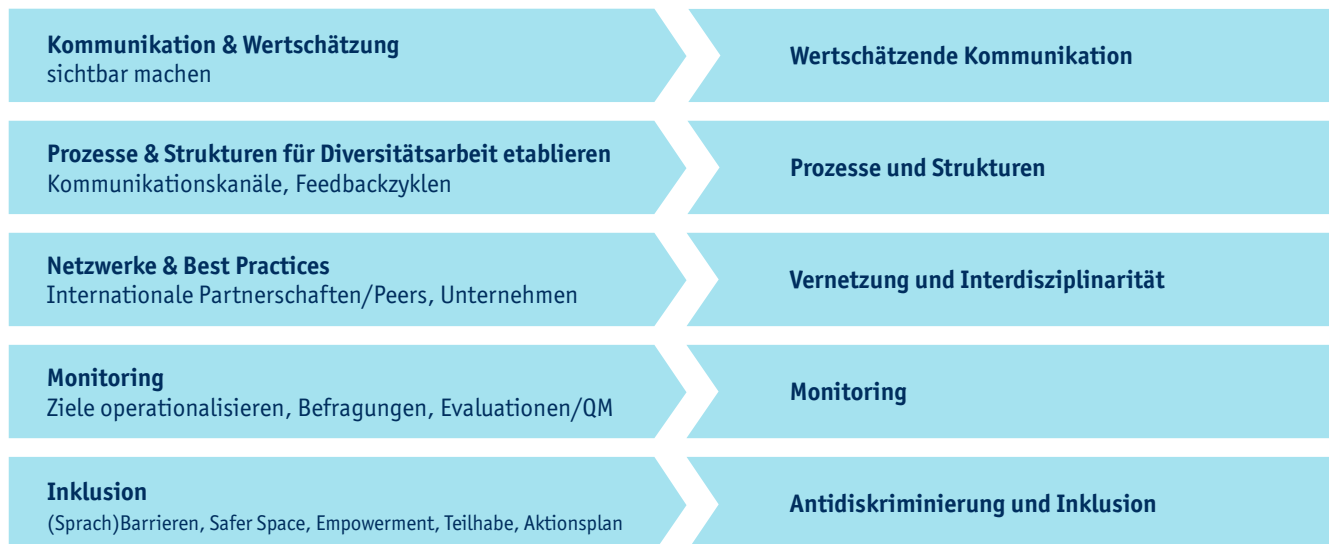 Kommunikation & Wertschätzung
sichtbar machen
Wertschätzende Kommunikation
Prozesse & Strukturen für Diversitätsarbeit etablieren
Kommunikationskanäle, Feedbackzyklen
Prozesse und Strukturen
Netzwerke & Best Practices
Internationale Partnerschaften/Peers, Unternehmen
Vernetzung und Interdisziplinarität
Monitoring
Ziele operationalisieren, Befragungen, Evaluationen/QM
Monitoring
Inklusion
(Sprach)Barrieren, Safer Space, Empowerment, Teilhabe, Aktionsplan
Antidiskriminierung und Inklusion